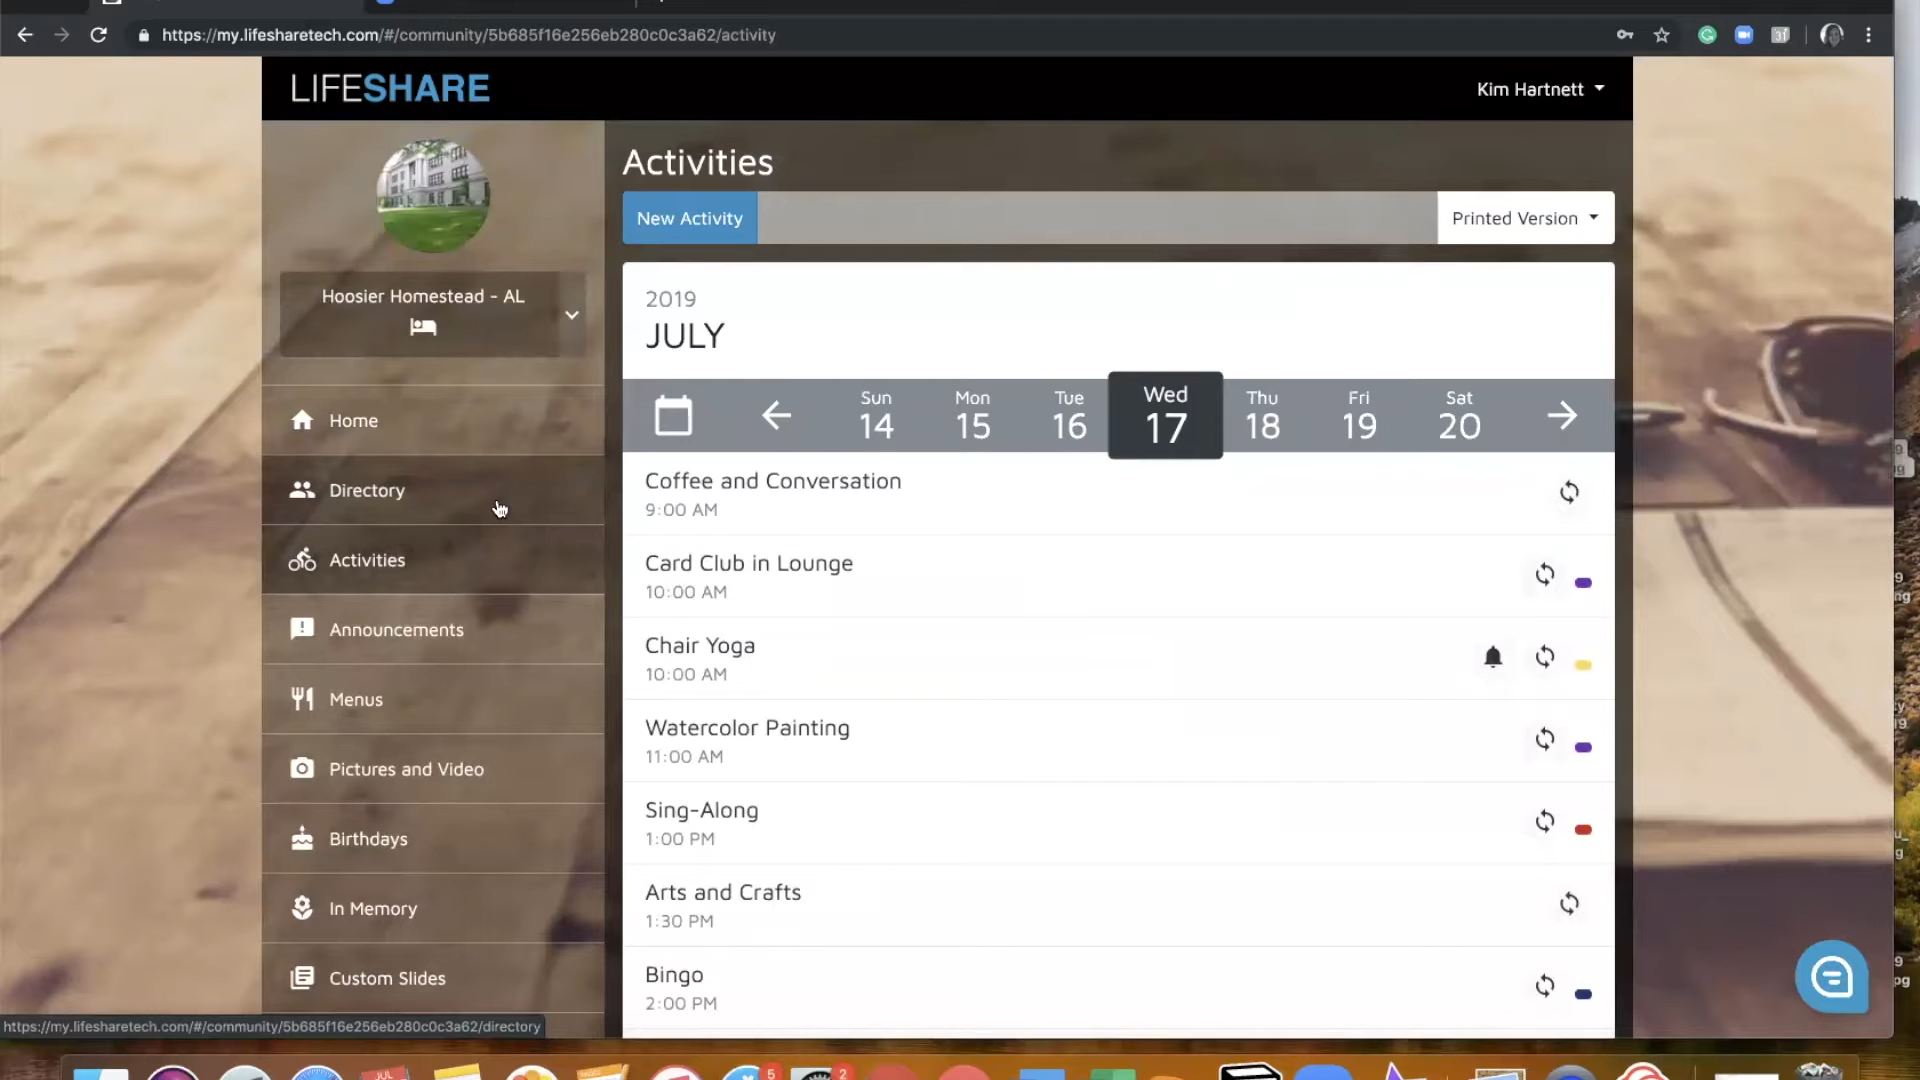 https://my.lifesharetech.com/#/community/5b685f16e256eb280c0c3a62/activity
31
LIFESHARE
Kim Hartnett
Activities
New Activity
Printed Version
Hoosier Homestead - AL
2019
JULY
Sun
14
Mon
15
Tue
16
Wed
17
Thu
18
Fri
19
Sat
20
Home
Directory
Activities
Announcements
Menus
Pictures and Video
Birthdays
In Memory
Custom Slides
Coffee and Conversation
9:00 AM
Card Club in Lounge
10:00 AM
Chair Yoga
10:00 AM
Watercolor Painting
11:00 AM
Sing-Along
1:00 PM
Arts and Crafts
1:30 PM
Bingo
2:00 PM
https://my.lifesharetech.com/#/community/5b685f16e256eb280c0c3a62/directory
JUL
5
2